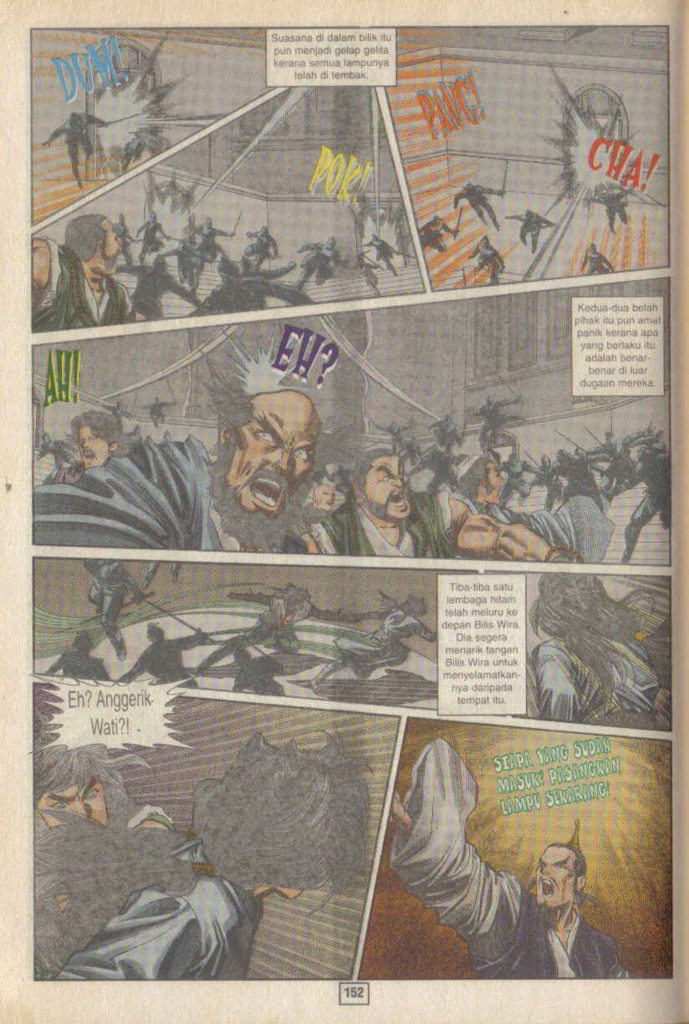 DUM!
Suasana di dalam bilik itu
pun menjadi gelap gelita
kerana semua lampunya
telah di tembak.
POK!
PANG!
CHA!
AH!
EH?
Kedua-dua belah
pihak itu pun amat
panik kerana apa
yang berlaku itu
adalah benar-
benar di luar
dugaan mereka.
Tiba-tiba satu
lembaga hitam
telah meluru ke
depan Bilis Wira.
Dia segera
menarik tangan
Bilis Wira untuk
menyelamatkan-
nya daripada
tempat itu.
Eh? Anggerik
Wati?!
SIAPA YANG SUDAH
MASUK! PASANGKAN
LAMPU SEKARANG!
152